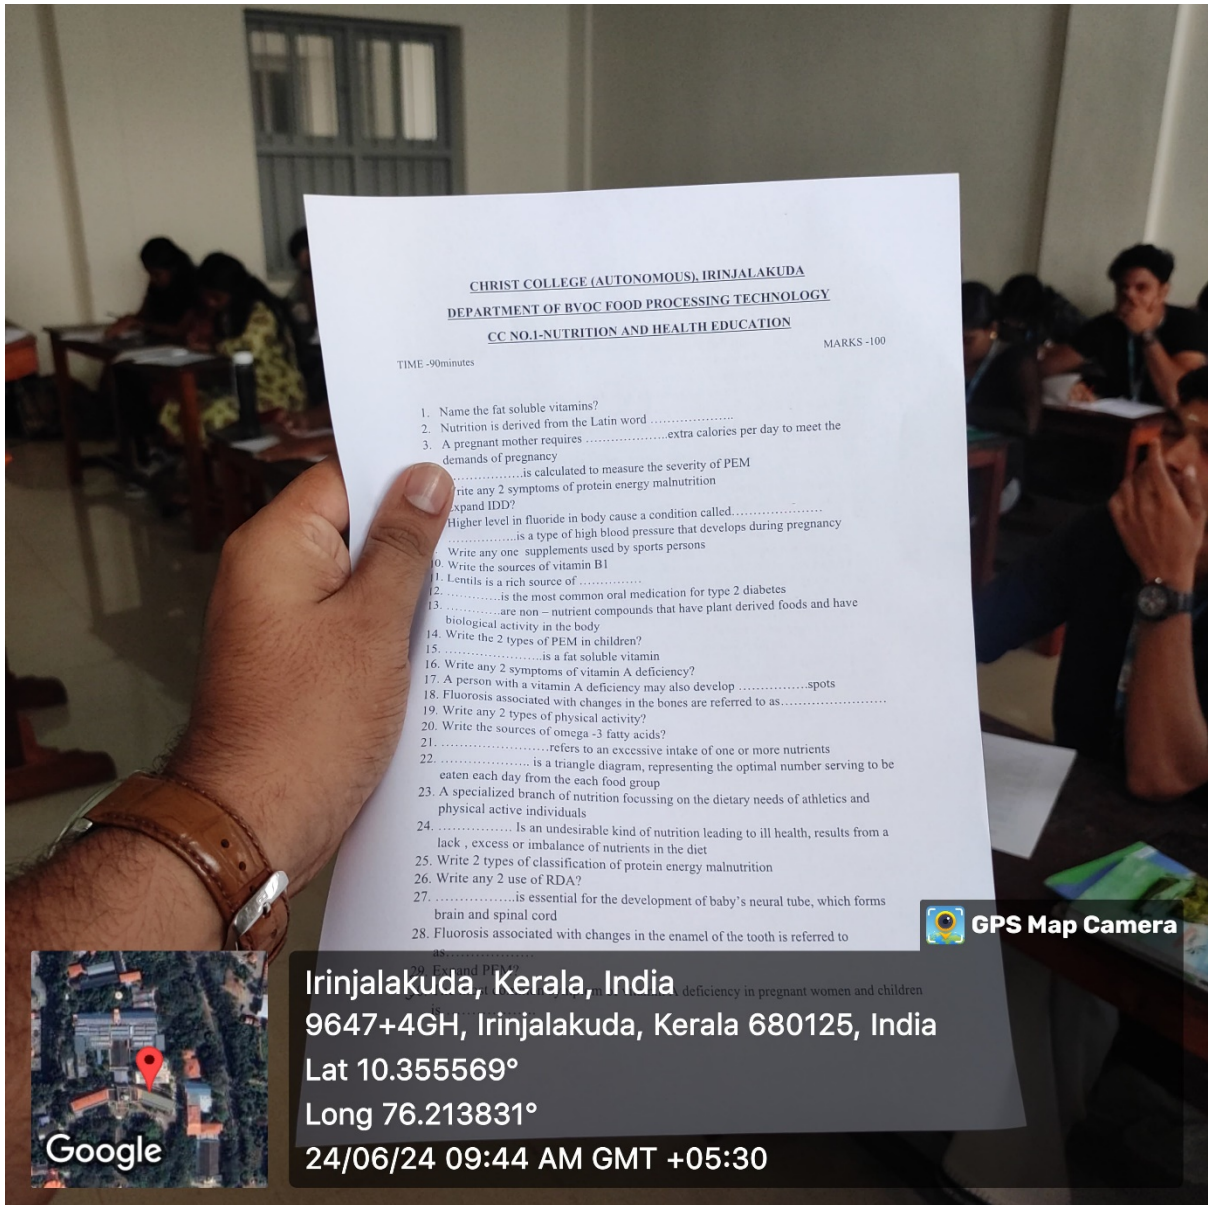 CHRIST COLLEGE (AUTONOMOUS), IRINJALAKUDA
DEPARTMENT OF BVOC FOOD PROCESSING TECHNOLOGY
CC NO.1-NUTRITION AND HEALTH EDUCATION
TIME -90minutes MARKS -100
1. Name the fat soluble vitamins?
2. Nutrition is derived from the Latin word ....................
3. A pregnant mother requires ....................extra calories per day to meet the
demands of pregnancy
..................is calculated to measure the severity of PEM
rite any 2 symptoms of protein energy malnutrition
xpand IDD?
Higher level in fluoride in body cause a condition called......................
.................is a type of high blood pressure that develops during pregnancy
Write any one supplements used by sports persons
0. Write the sources of vitamin B1
1. Lentils is a rich source of ...............
12. .............is the most common oral medication for type 2 diabetes
13. .............are non – nutrient compounds that have plant derived foods and have
biological activity in the body
14. Write the 2 types of PEM in children?
15. ........................is a fat soluble vitamin
16. Write any 2 symptoms of vitamin A deficiency?
17. A person with a vitamin A deficiency may also develop .................spots
18. Fluorosis associated with changes in the bones are referred to as.........................
19. Write any 2 types of physical activity?
20. Write the sources of omega -3 fatty acids?
21. .........................refers to an excessive intake of one or more nutrients
22. ..................... is a triangle diagram, representing the optimal number serving to be
eaten each day from the each food group
23. A specialized branch of nutrition focussing on the dietary needs of athletics and
physical active individuals
24. ................. Is an undesirable kind of nutrition leading to ill health, results from a
lack , excess or imbalance of nutrients in the diet
25. Write 2 types of classification of protein energy malnutrition
26. Write any 2 use of RDA?
27. ..................is essential for the development of baby's neural tube, which forms
brain and spinal cord
28. Fluorosis associated with changes in the enamel of the tooth is referred to
as....................
29. Expand PEM?
A deficiency in pregnant women and children
is
GPS Map Camera
Irinjalakuda, Kerala, India
9647+4GH, Irinjalakuda, Kerala 680125, India
Lat 10.355569°
Long 76.213831°
24/06/24 09:44 AM GMT +05:30
Google